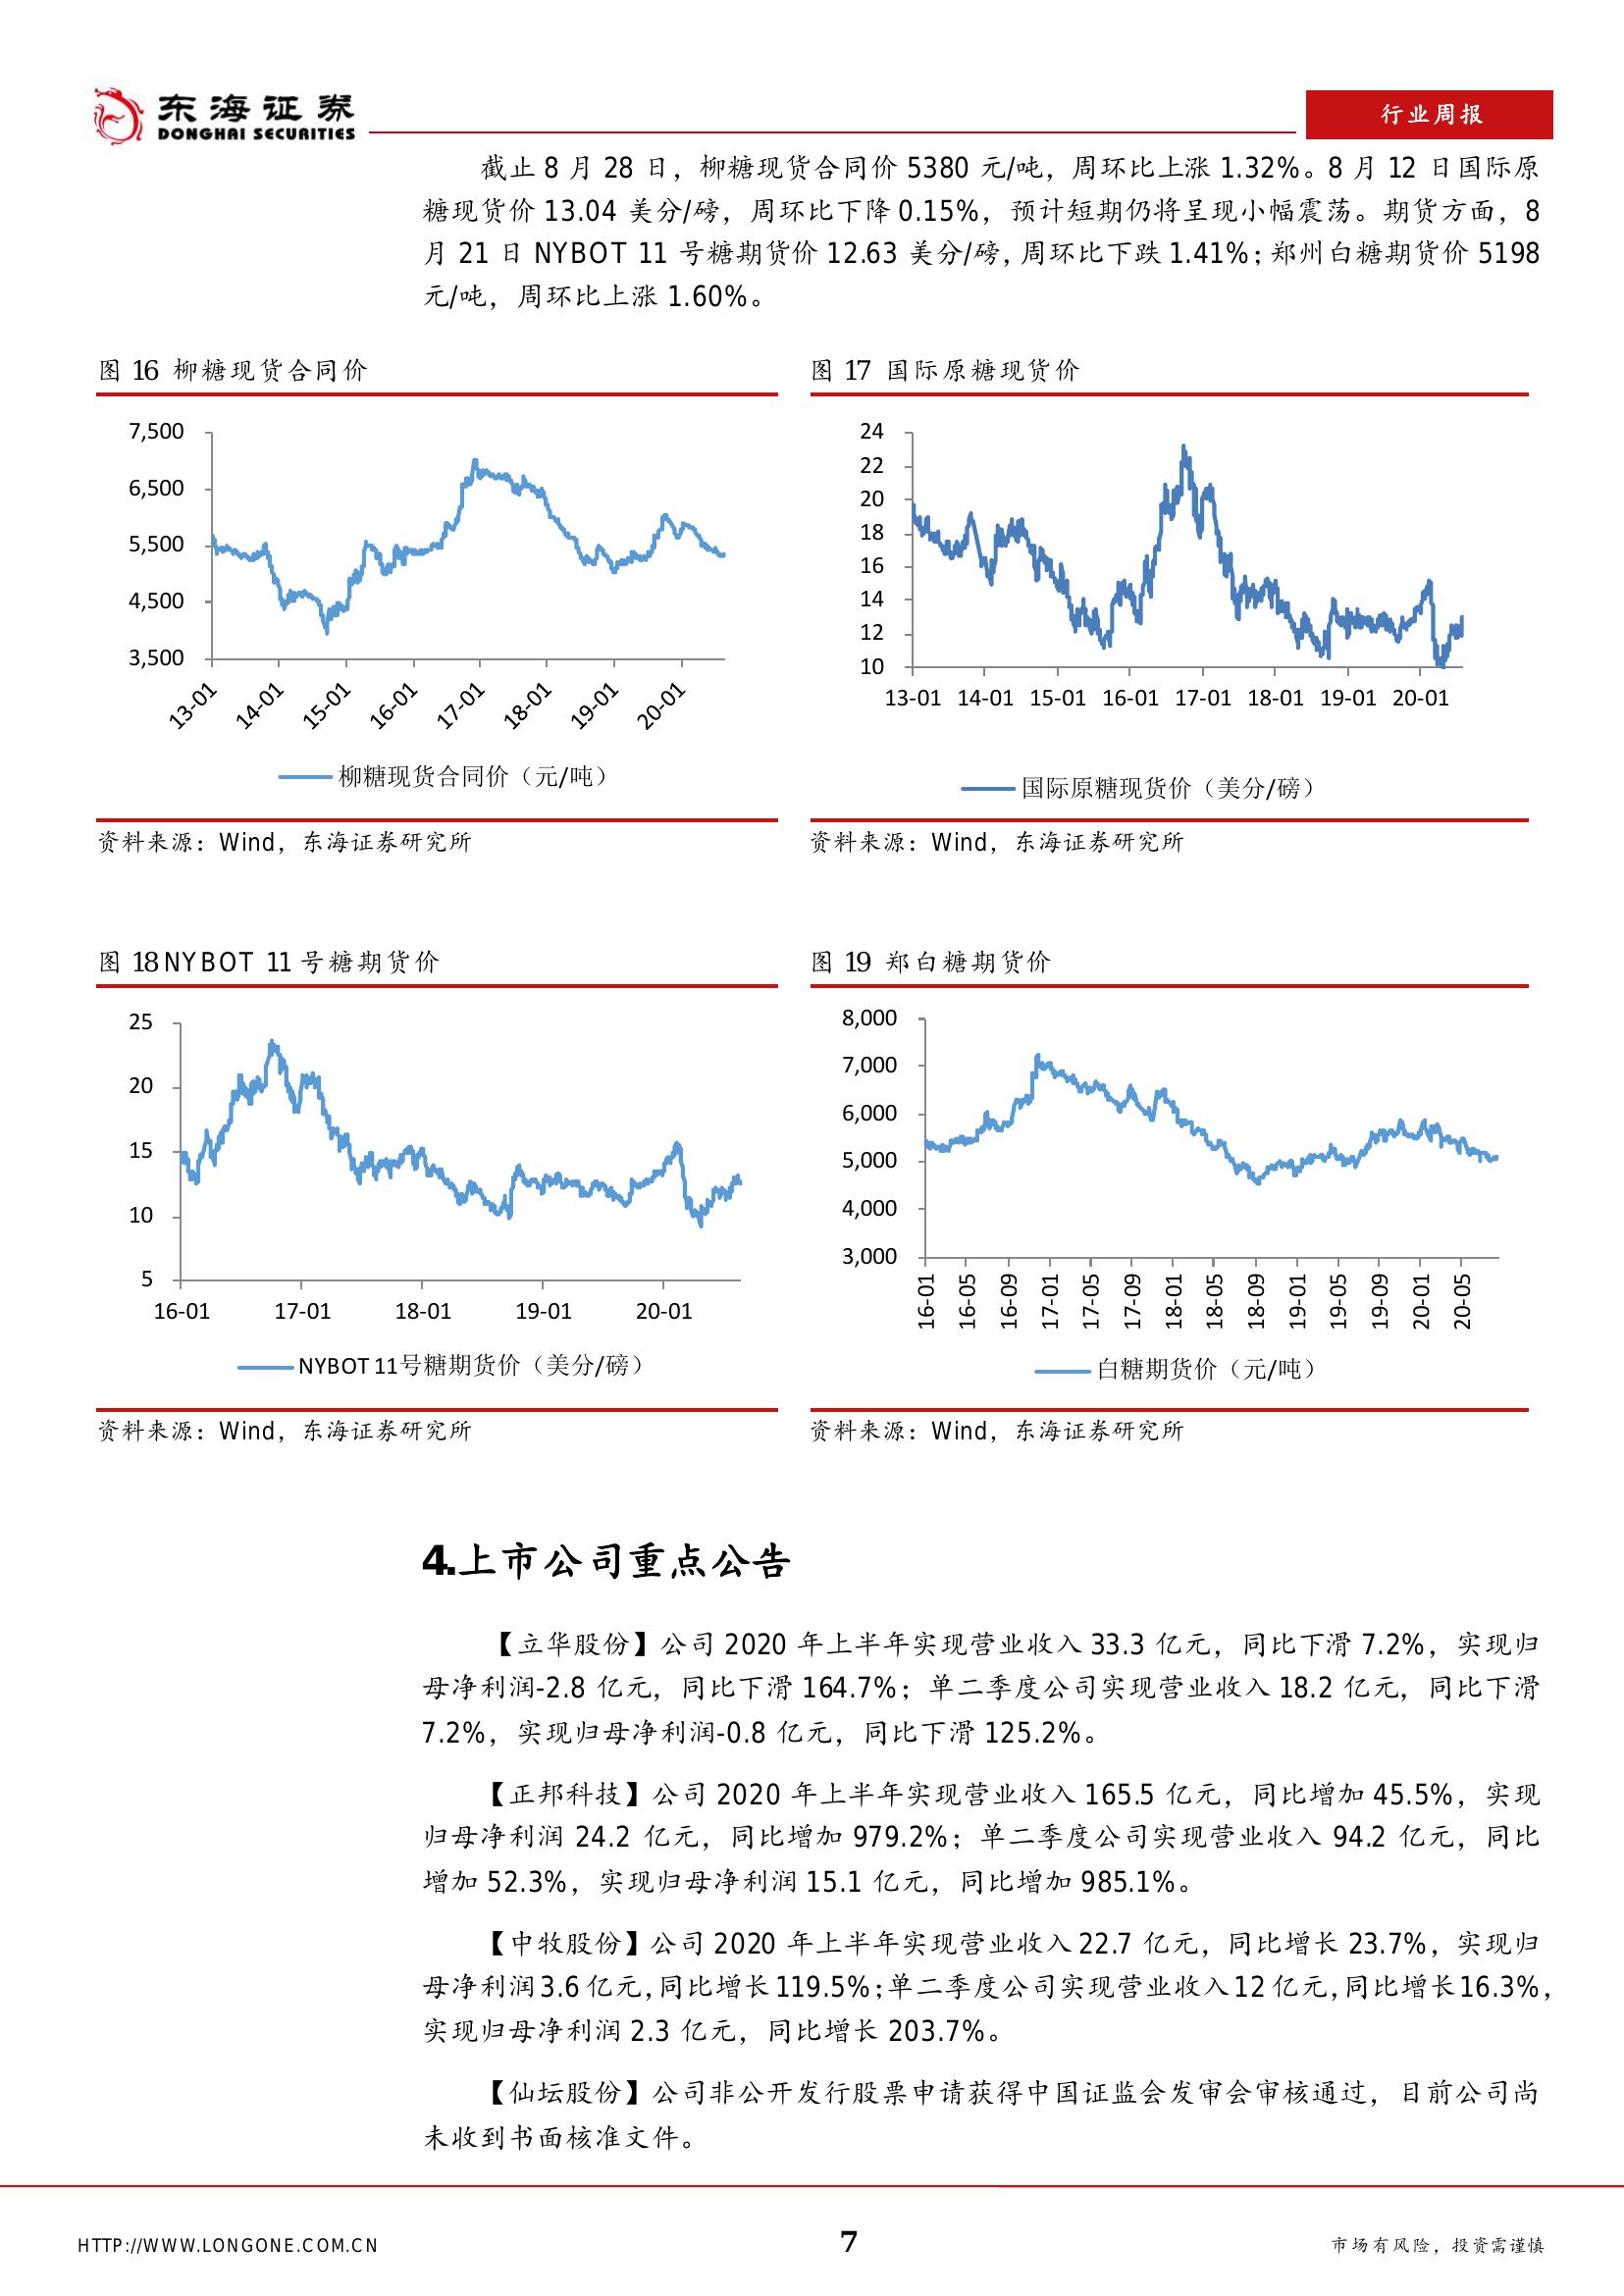 东海证券
DONGHAI SECURITIES
行业周报
截止 8 月 28 日，柳糖现货合同价 5380 元/吨，周环比上涨 1.32%。8 月 12 日国际原
糖现货价 13.04 美分/磅，周环比下降 0.15%，预计短期仍将呈现小幅震荡。期货方面，8
月 21 日 NYBOT 11 号糖期货价 12.63 美分/磅，周环比下跌 1.41%；郑州白糖期货价 5198
元/吨，周环比上涨 1.60%。
图 16 柳糖现货合同价
7,500
6,500
5,500
4,500
3,500
13-01 14-01 15-01 16-01 17-01 18-01 19-01 20-01
柳糖现货合同价（元/吨）
资料来源：Wind，东海证券研究所
图 17 国际原糖现货价
24
22
20
18
16
14
12
10
13-01 14-01 15-01 16-01 17-01 18-01 19-01 20-01
国际原糖现货价（美分/磅）
资料来源：Wind，东海证券研究所
图 18 NYBOT 11 号糖期货价
25
20
15
10
5
16-01 17-01 18-01 19-01 20-01
NYBOT 11号糖期货价（美分/磅）
资料来源：Wind，东海证券研究所
图 19 郑白糖期货价
8,000
7,000
6,000
5,000
4,000
3,000
16-01 16-05 16-09 17-01 17-05 17-09 18-01 18-05 18-09 19-01 19-05 19-09 20-01 20-05
白糖期货价（元/吨）
资料来源：Wind，东海证券研究所
4.上市公司重点公告
【立华股份】公司 2020 年上半年实现营业收入 33.3 亿元，同比下滑 7.2%，实现归
母净利润-2.8 亿元，同比下滑 164.7%；单二季度公司实现营业收入 18.2 亿元，同比下滑
7.2%，实现归母净利润-0.8 亿元，同比下滑 125.2%。
【正邦科技】公司 2020 年上半年实现营业收入 165.5 亿元，同比增加 45.5%，实现
归母净利润 24.2 亿元，同比增加 979.2%；单二季度公司实现营业收入 94.2 亿元，同比
增加 52.3%，实现归母净利润 15.1 亿元，同比增加 985.1%。
【中牧股份】公司 2020 年上半年实现营业收入 22.7 亿元，同比增长 23.7%，实现归
母净利润 3.6 亿元，同比增长 119.5%；单二季度公司实现营业收入 12 亿元，同比增长 16.3%，
实现归母净利润 2.3 亿元，同比增长 203.7%。
【仙坛股份】公司非公开发行股票申请获得中国证监会发审会审核通过，目前公司尚
未收到书面核准文件。
HTTP://WWW.LONGONE.COM.CN
7
市场有风险，投资需谨慎